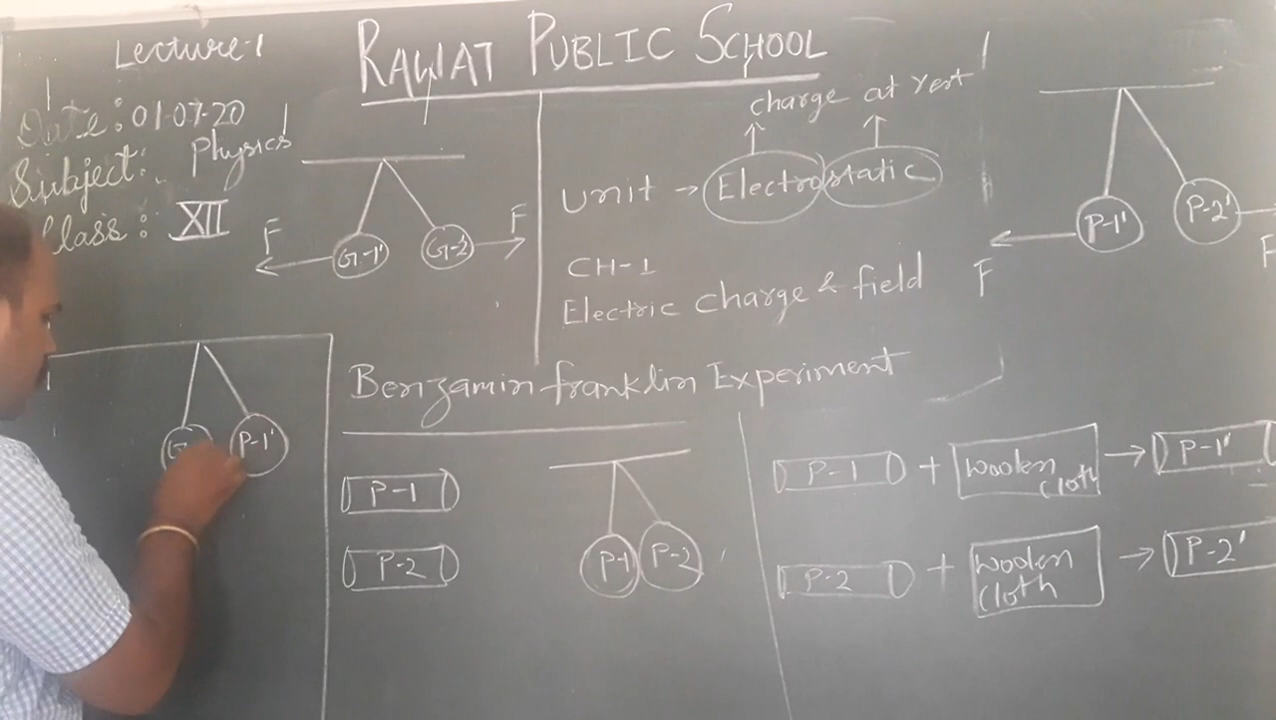 Lecture-1
RAWAT PUBLIC SCHOOL
Date: 01-07-20
Subject: Physics
Class: XII
F
G-1'
G-2'
F
charge at rest
Unit → Electrostatic
CH-1
Electric charge & field
P-1'
P-2'
F
F
P-1'
Benzamin franklin Experiment
P-1
P-2
P-1
P-2
P-1 + Woolen cloth → P-1'
P-2 + Woolen cloth → P-2'